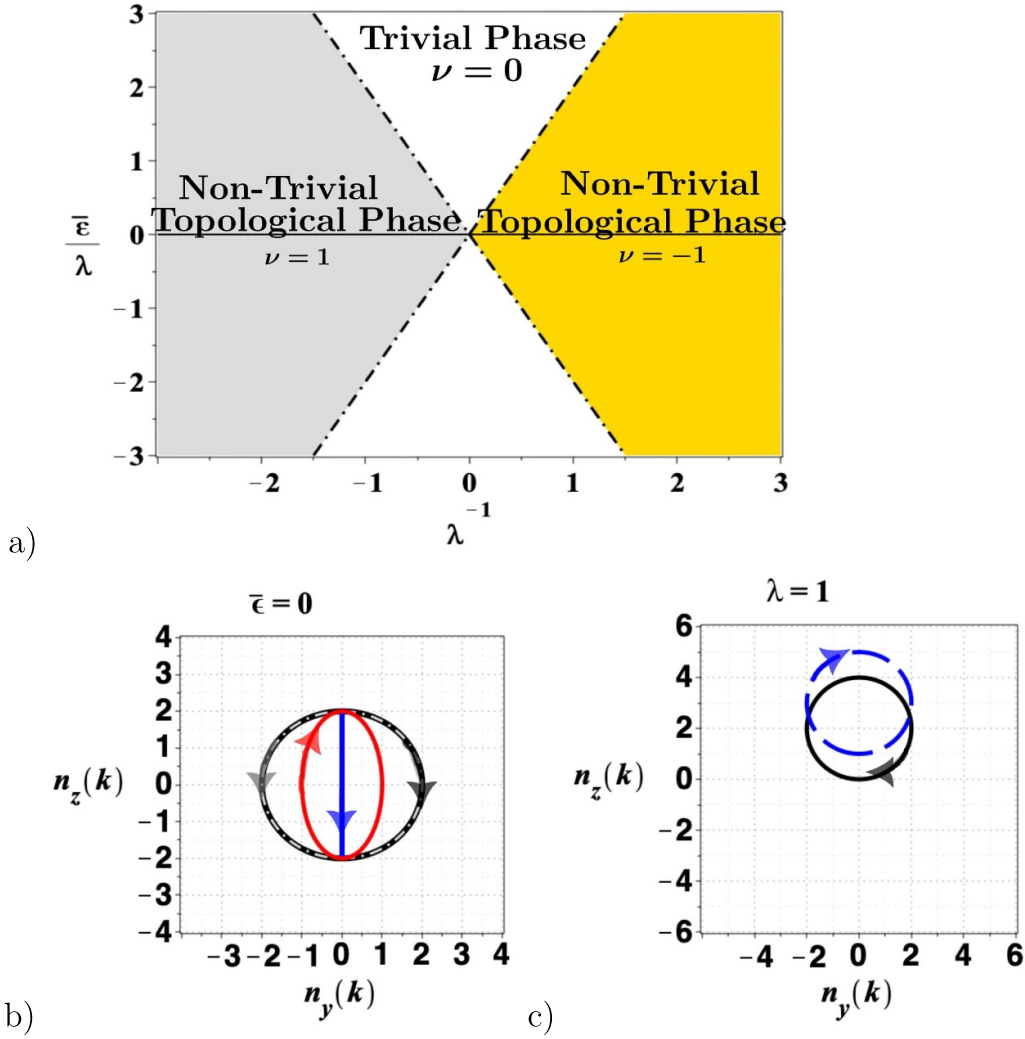 3
Trivial Phase
ν = 0
2
1
Non-Trivial
Non-Trivial
Topological Phase
Topological Phase
ν = 1
ν = −1
ε̄
λ
0
−1
−2
−3
−2 −1 0 1 2 3
λ⁻¹
a)
ϵ̄ = 0
4
3
2
1
0
−1
−2
−3
−4
n_z(k)
−3 −2 −1 0 1 2 3 4
n_y(k)
b)
λ = 1
6
4
2
0
−2
−4
−6
n_z(k)
−4 −2 0 2 4 6
n_y(k)
c)